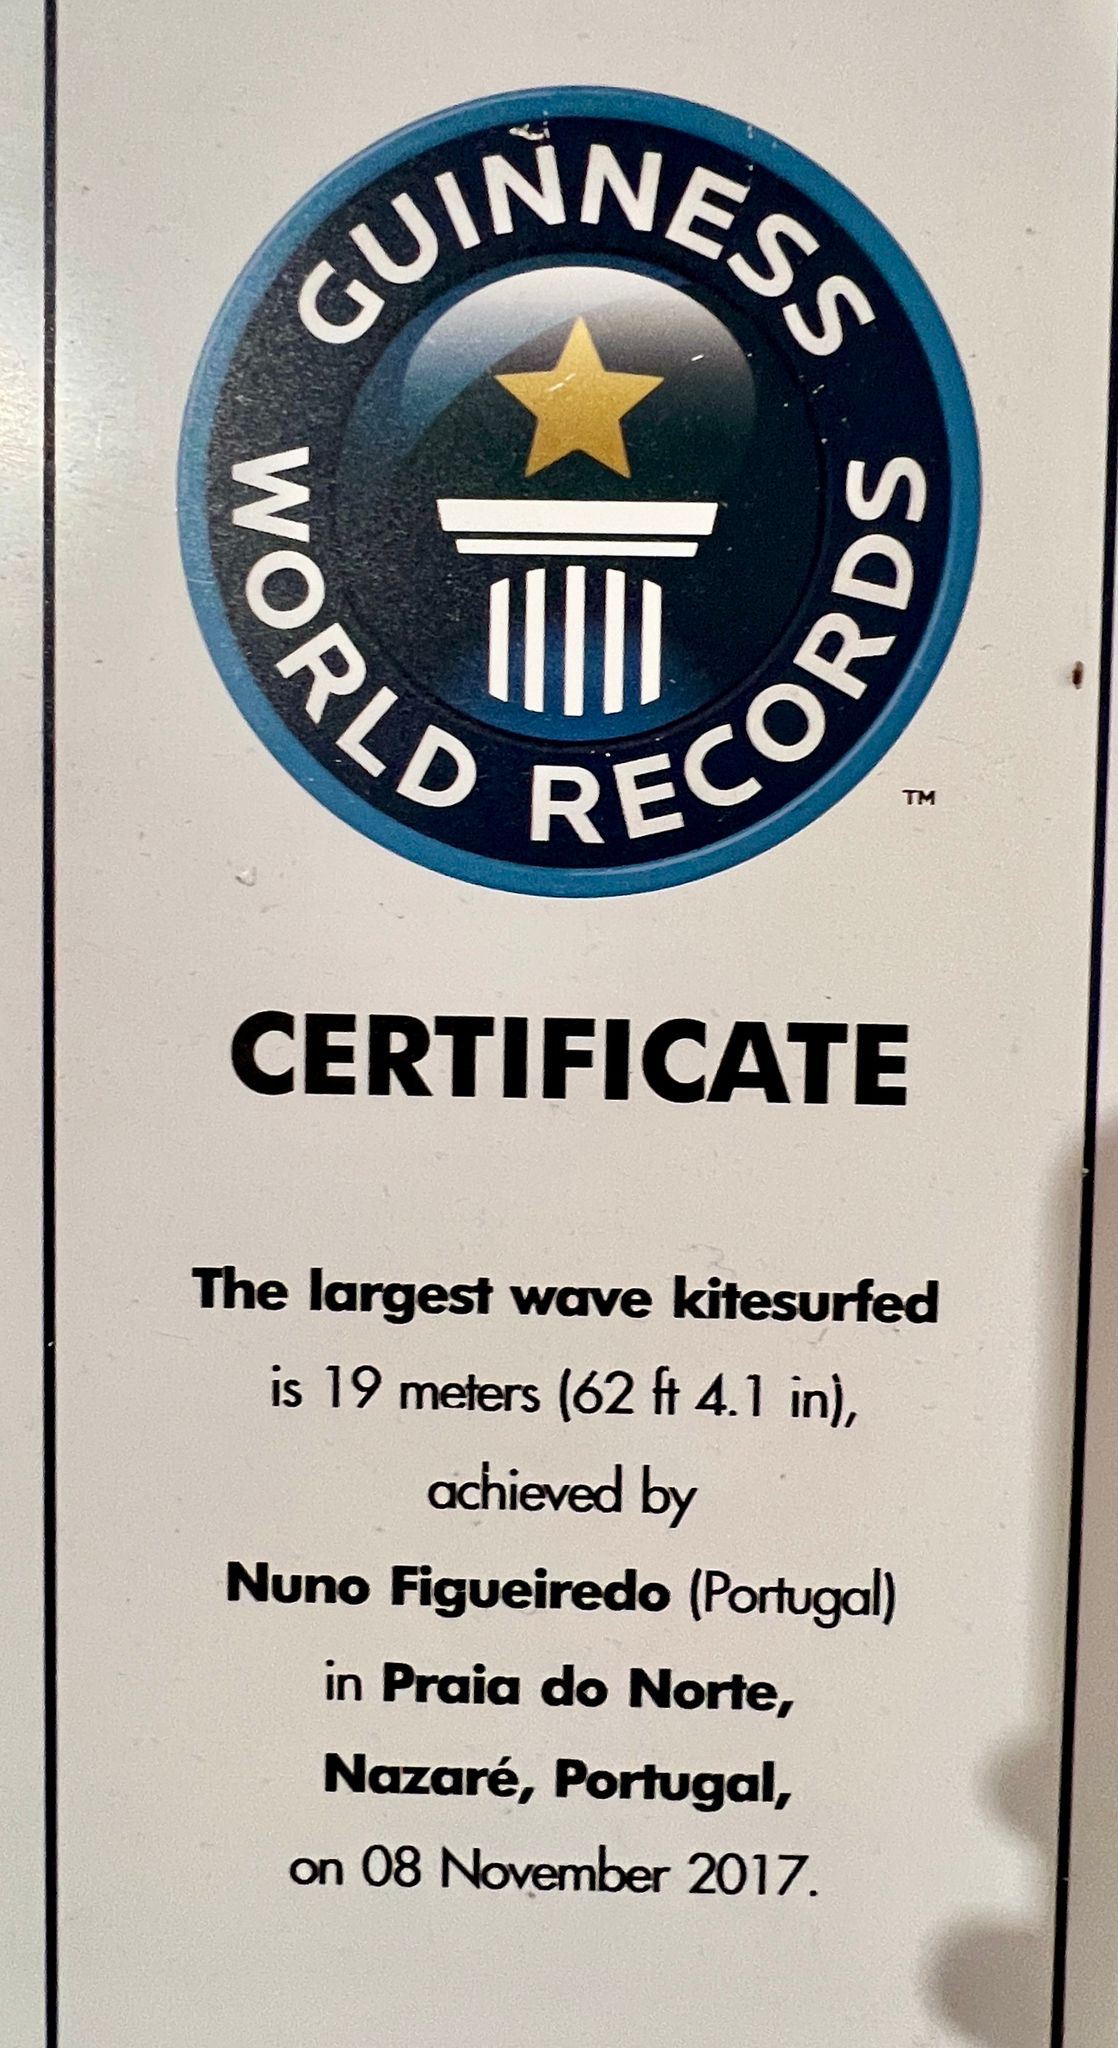 GUINNESS
WORLD RECORDS
TM
CERTIFICATE
The largest wave kitesurfed
is 19 meters (62 ft 4.1 in),
achieved by
Nuno Figueiredo (Portugal)
in Praia do Norte,
Nazaré, Portugal,
on 08 November 2017.